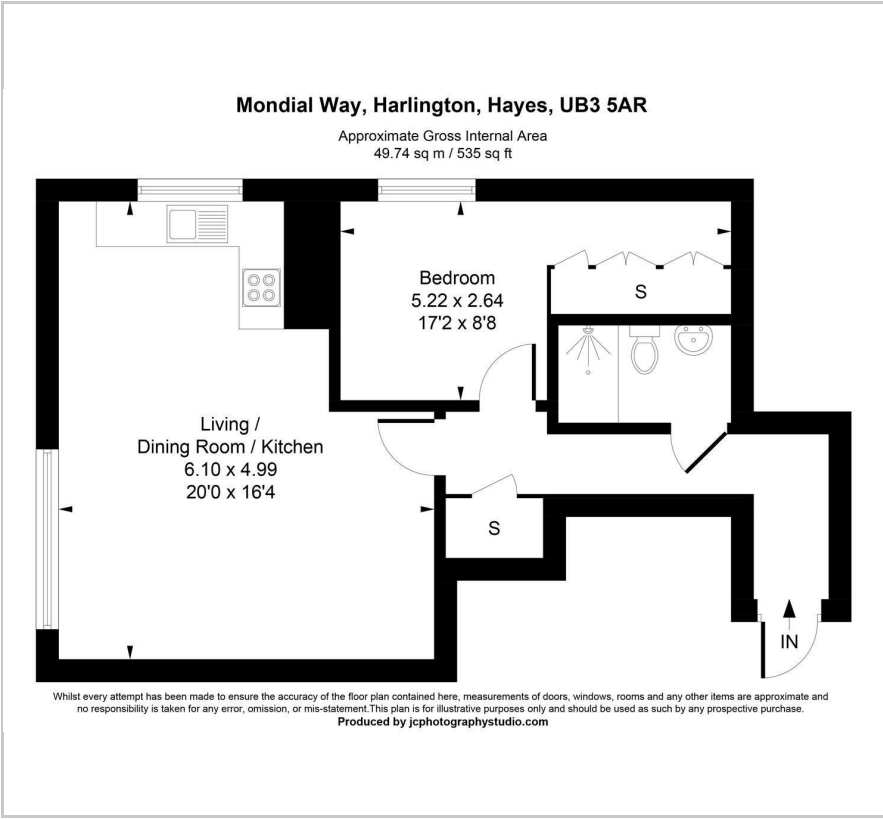 Mondial Way, Harlington, Hayes, UB3 5AR
Approximate Gross Internal Area
49.74 sq m / 535 sq ft
Bedroom
5.22 x 2.64
17'2 x 8'8
S
Living /
Dining Room / Kitchen
6.10 x 4.99
20'0 x 16'4
S
IN
Whilst every attempt has been made to ensure the accuracy of the floor plan contained here, measurements of doors, windows, rooms and any other items are approximate and
no responsibility is taken for any error, omission, or mis-statement.This plan is for illustrative purposes only and should be used as such by any prospective purchase.
Produced by jcphotographystudio.com